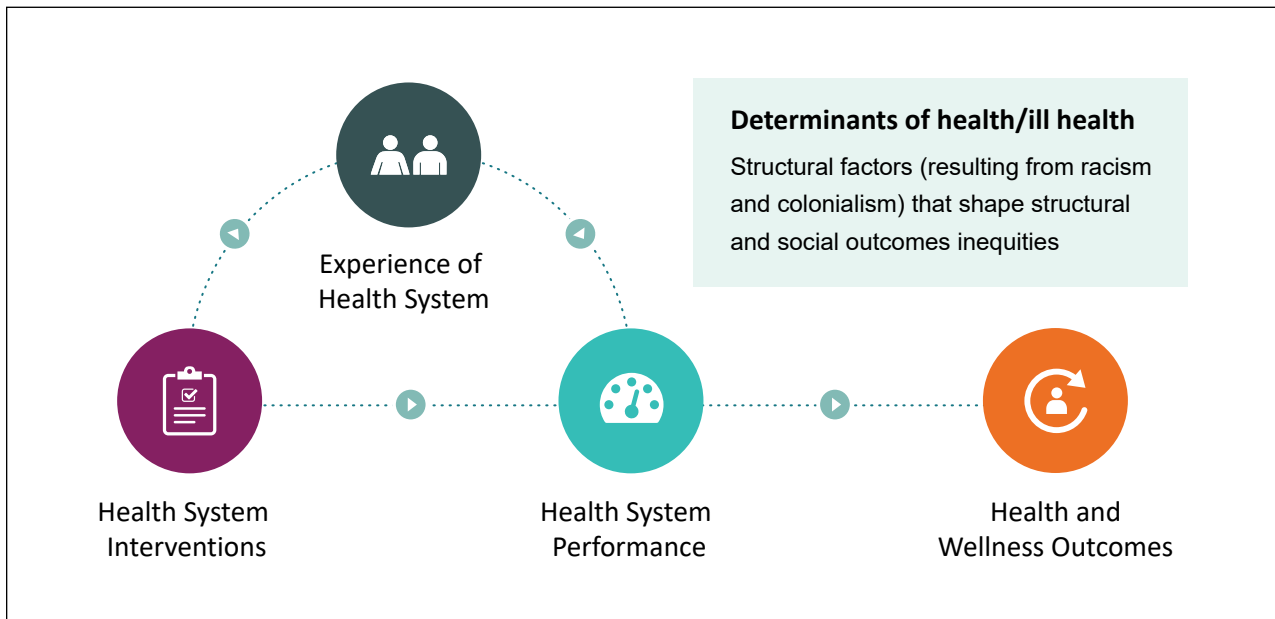 Determinants of health/ill health
Structural factors (resulting from racism
and colonialism) that shape structural
and social outcomes inequities
Experience of
Health System
Health System
Interventions
Health System
Performance
Health and
Wellness Outcomes